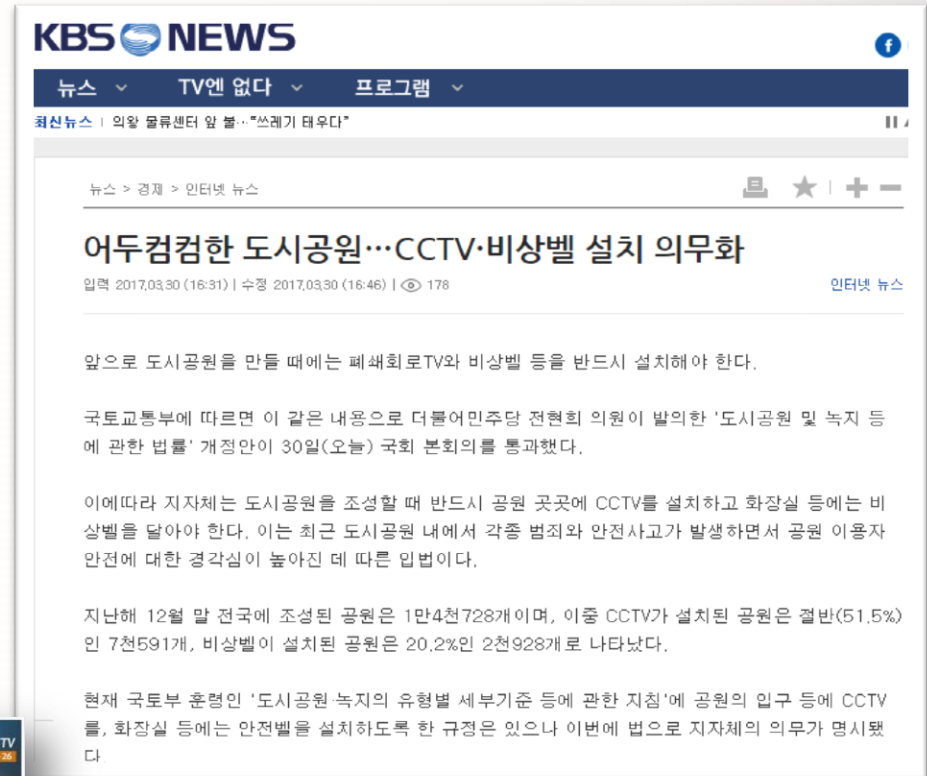 KBS NEWS
뉴스 TV엔 없다 프로그램
최신뉴스 | 의왕 물류센터 앞 불…"쓰레기 태우다"
뉴스 > 경제 > 인터넷 뉴스
어두컴컴한 도시공원…CCTV·비상벨 설치 의무화
입력 2017.03.30 (16:31) | 수정 2017.03.30 (16:46) | 178
인터넷 뉴스
앞으로 도시공원을 만들 때에는 폐쇄회로TV와 비상벨 등을 반드시 설치해야 한다.
국토교통부에 따르면 이 같은 내용으로 더불어민주당 전현희 의원이 발의한 '도시공원 및 녹지 등
에 관한 법률' 개정안이 30일(오늘) 국회 본회의를 통과했다.
이에따라 지자체는 도시공원을 조성할 때 반드시 공원 곳곳에 CCTV를 설치하고 화장실 등에는 비
상벨을 달아야 한다. 이는 최근 도시공원 내에서 각종 범죄와 안전사고가 발생하면서 공원 이용자
안전에 대한 경각심이 높아진 데 따른 입법이다.
지난해 12월 말 전국에 조성된 공원은 1만4천728개이며, 이중 CCTV가 설치된 공원은 절반(51.5%)
인 7천591개, 비상벨이 설치된 공원은 20.2%인 2천928개로 나타났다.
현재 국토부 훈령인 '도시공원·녹지의 유형별 세부기준 등에 관한 지침'에 공원의 입구 등에 CCTV
를, 화장실 등에는 안전벨을 설치하도록 한 규정은 있으나 이번에 법으로 지자체의 의무가 명시됐
다.
TV
26